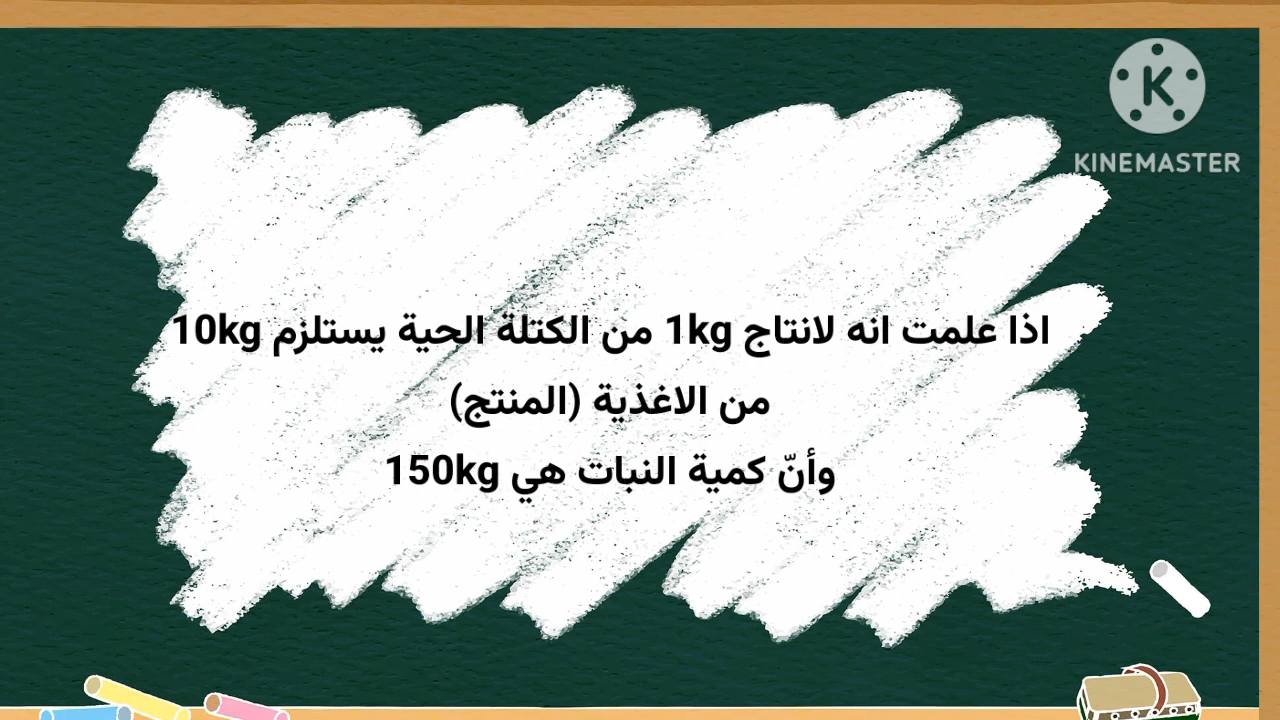 K
KINEMASTER
اذا علمت انه لانتاج 1kg من الكتلة الحية يستلزم 10kg
من الاغذية (المنتج)
وأنّ كمية النبات هي 150kg